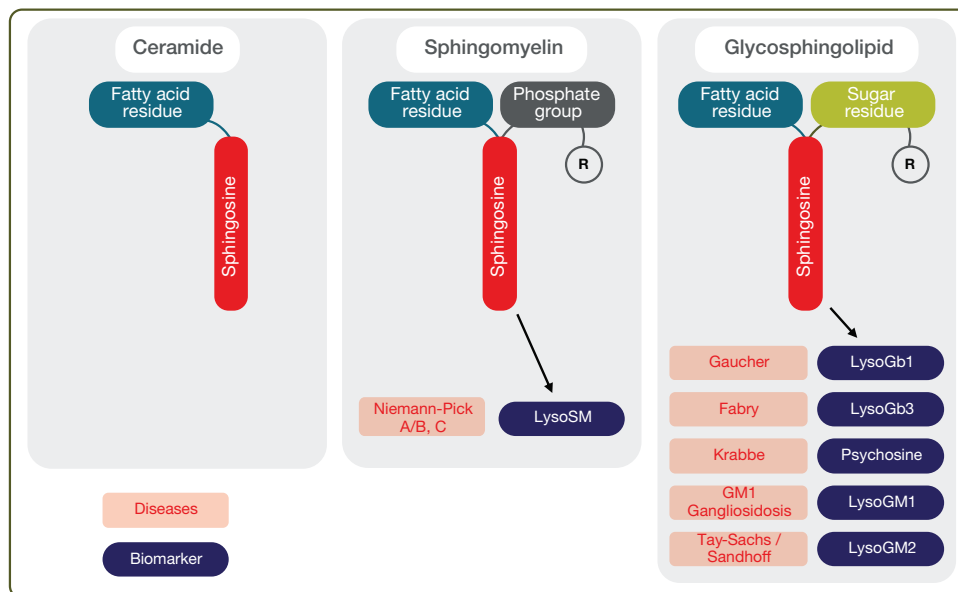 Ceramide
Fatty acid
residue
Sphingosine
Sphingomyelin
Fatty acid
residue
Phosphate
group
R
Sphingosine
Niemann-Pick
A/B, C
LysoSM
Glycosphingolipid
Fatty acid
residue
Sugar
residue
R
Sphingosine
Gaucher
LysoGb1
Fabry
LysoGb3
Krabbe
Psychosine
GM1
Gangliosidosis
LysoGM1
Tay-Sachs /
Sandhoff
LysoGM2
Diseases
Biomarker